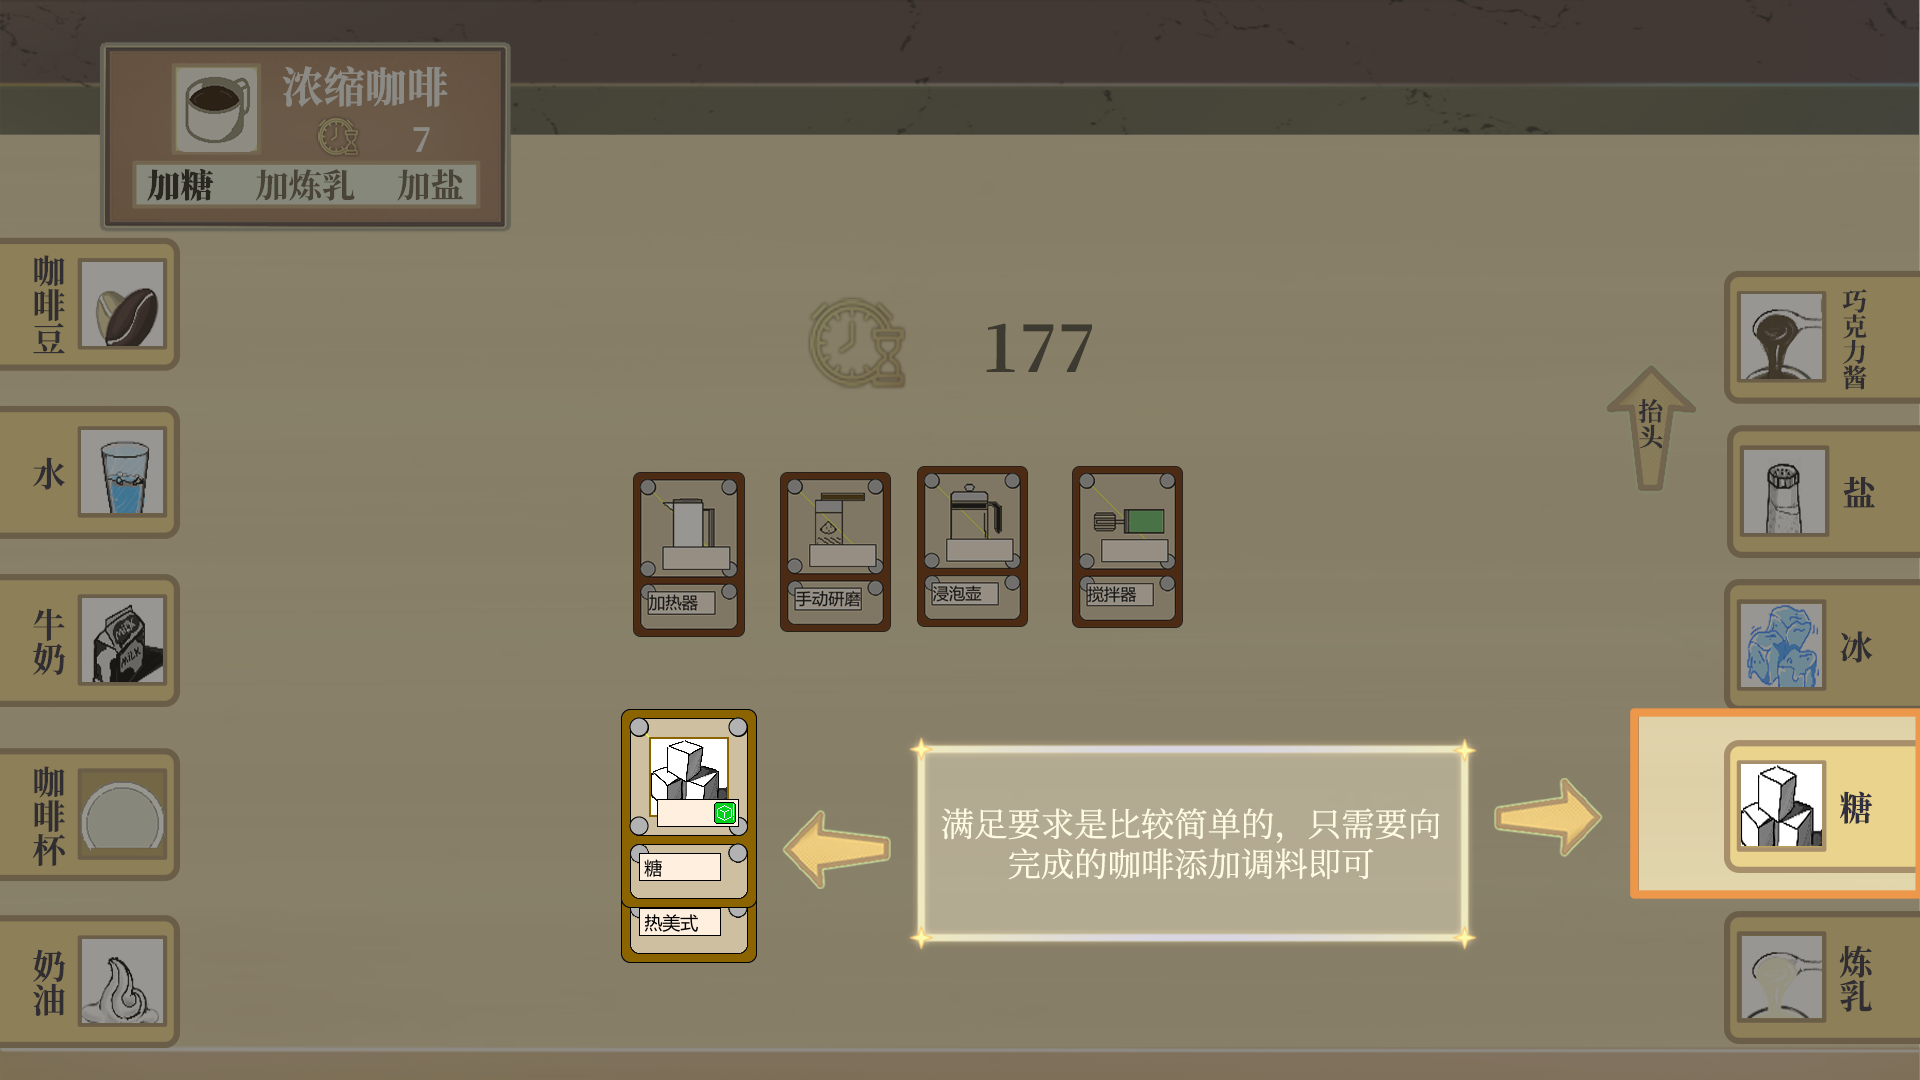 浓缩咖啡
7
加糖 加炼乳 加盐
177
咖啡豆
水
牛奶
MILK
MILK
咖啡杯
奶油
加热器
手动研磨
浸泡壶
搅拌器
抬头
巧克力酱
盐
冰
糖
炼乳
糖
热美式
满足要求是比较简单的，只需要向
完成的咖啡添加调料即可